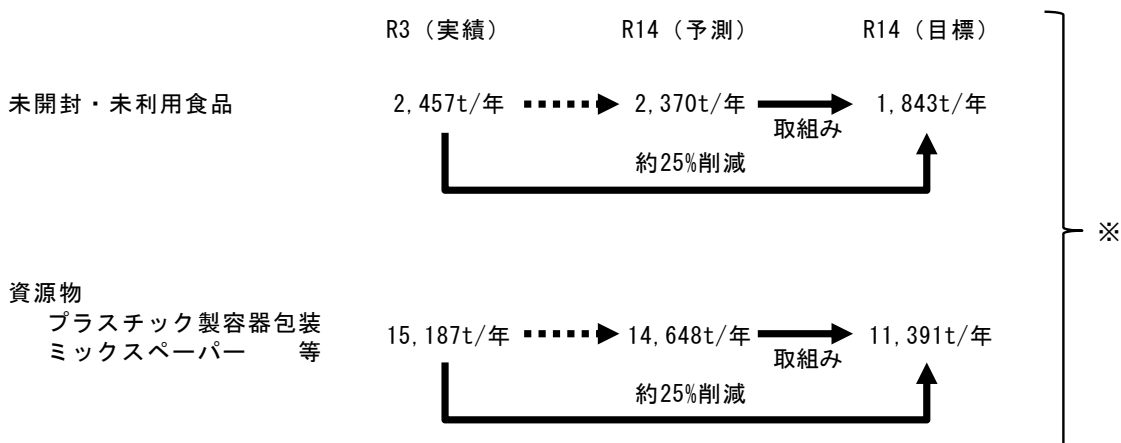 R3（実績） R14（予測） R14（目標）
未開封・未利用食品 2,457t/年 2,370t/年 1,843t/年
取組み
約25%削減
※
資源物
プラスチック製容器包装
ミックスペーパー　等
15,187t/年 14,648t/年 11,391t/年
取組み
約25%削減